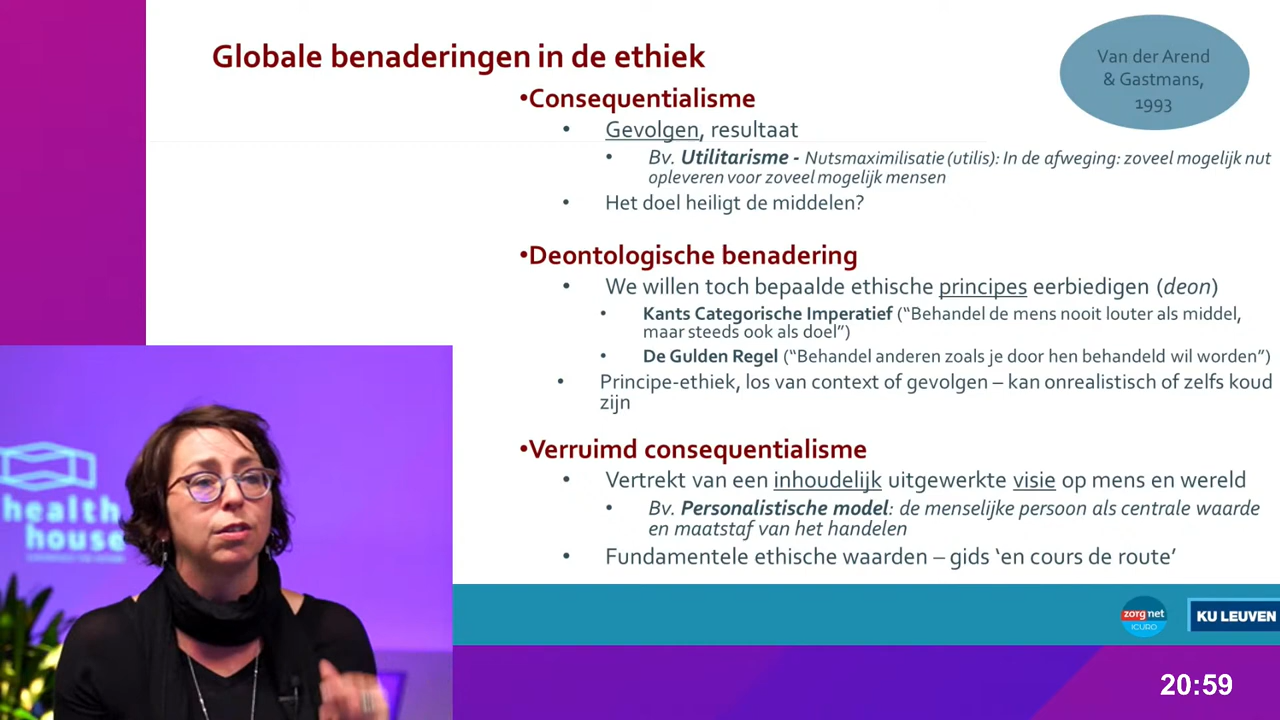 Globale benaderingen in de ethiek
Van der Arend
& Gastmans,
1993
•Consequentialisme
• Gevolgen, resultaat
• Bv. Utilitarisme - Nutsmaximilisatie (utilis): In de afweging: zoveel mogelijk nut
opleveren voor zoveel mogelijk mensen
• Het doel heiligt de middelen?
•Deontologische benadering
• We willen toch bepaalde ethische principes eerbiedigen (deon)
• Kants Categorische Imperatief (“Behandel de mens nooit louter als middel,
maar steeds ook als doel”)
• De Gulden Regel (“Behandel anderen zoals je door hen behandeld wil worden”)
• Principe-ethiek, los van context of gevolgen – kan onrealistisch of zelfs koud
zijn
•Verruimd consequentialisme
• Vertrekt van een inhoudelijk uitgewerkte visie op mens en wereld
• Bv. Personalistische model: de menselijke persoon als centrale waarde
en maatstaf van het handelen
• Fundamentele ethische waarden – gids ‘en cours de route’
health
house
zorgnet
ICURO
KU LEUVEN
20:59